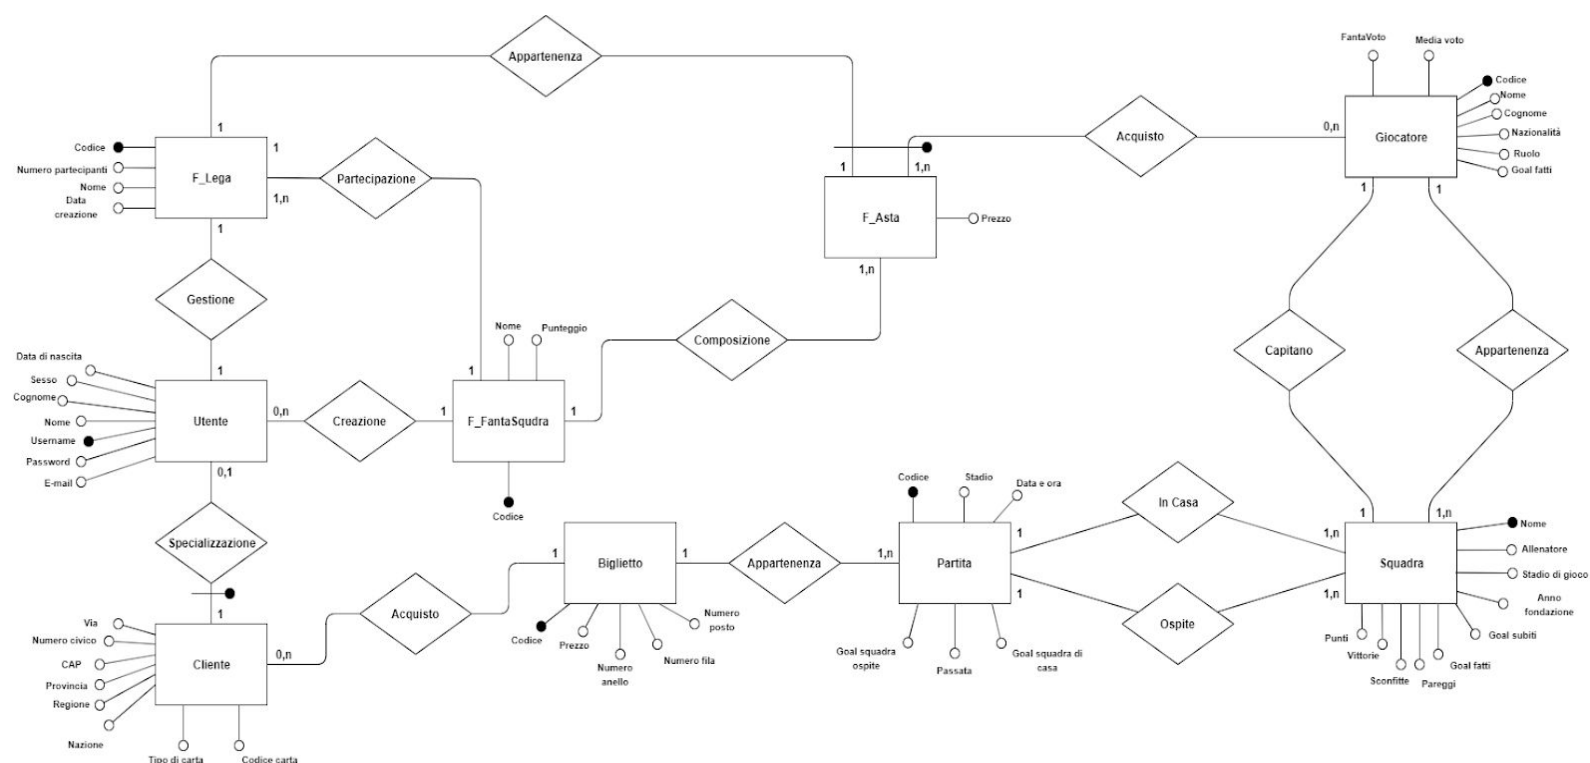 FantaVoto
Media voto
Appartenenza
Codice
Nome
Cognome
Nazionalità
Ruolo
Goal fatti
1
1
0,n
Acquisto
Giocatore
Codice
Numero partecipanti
Nome
Data
creazione
F_Lega
1
1,n
Partecipazione
1
1,n
F_Asta
Prezzo
1
1
1
1,n
Gestione
Nome
Punteggio
Composizione
Capitano
Appartenenza
Data di nascita
Sesso
Cognome
Nome
Username
Password
E-mail
1
Utente
0,n
Creazione
1
1
F_FantaSqudra
1
0,1
Codice
Codice
Stadio
Data e ora
In Casa
1
1,n
Specializzazione
1
Biglietto
1
Appartenenza
1,n
Partita
1
1
1,n
1,n
Squadra
Nome
Allenatore
Stadio di gioco
Anno
fondazione
Goal subiti
Goal fatti
Pareggi
Sconfitte
Vittorie
Punti
Ospite
1
Via
Numero civico
CAP
Provincia
Regione
Nazione
Cliente
0,n
Acquisto
Codice
Prezzo
Numero
anello
Numero fila
Numero
posto
Goal squadra
ospite
Passata
Goal squadra di
casa
Tipo di carta
Codice carta